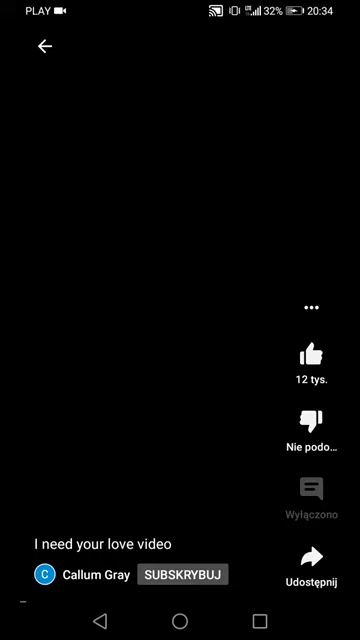 PLAY 32% 20:34
12 tys.
Nie podo...
Wyłączono
I need your love video
C Callum Gray SUBSKRYBUJ
Udostępnij